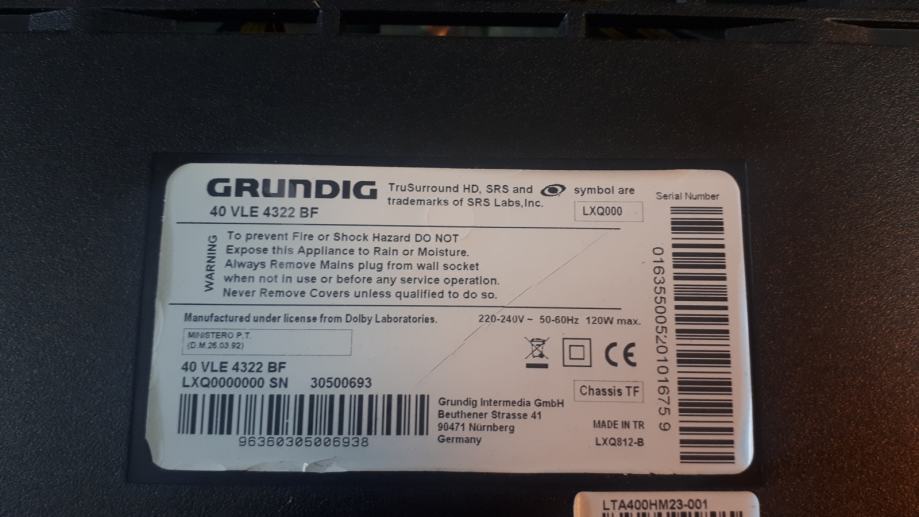 GRUNDIG
TruSurround HD, SRS and symbol are
trademarks of SRS Labs,Inc.
40 VLE 4322 BF
LXQ000
Serial Number
WARNING
To prevent Fire or Shock Hazard DO NOT
Expose this Appliance to Rain or Moisture.
Always Remove Mains plug from wall socket
when not in use or before any service operation.
Never Remove Covers unless qualified to do so.
Manufactured under license from Dolby Laboratories.
220-240V ~ 50-60Hz 120W max.
MINISTERO P.T.
(D.M.26.03.92)
40 VLE 4322 BF
LXQ0000000 SN 30500693
96360305006938
CE
Chassis TF
Grundig Intermedia GmbH
Beuthener Strasse 41
90471 Nürnberg
Germany
MADE IN TR
LXQ812-B
01635500520101675 9
LTA400HM23-001